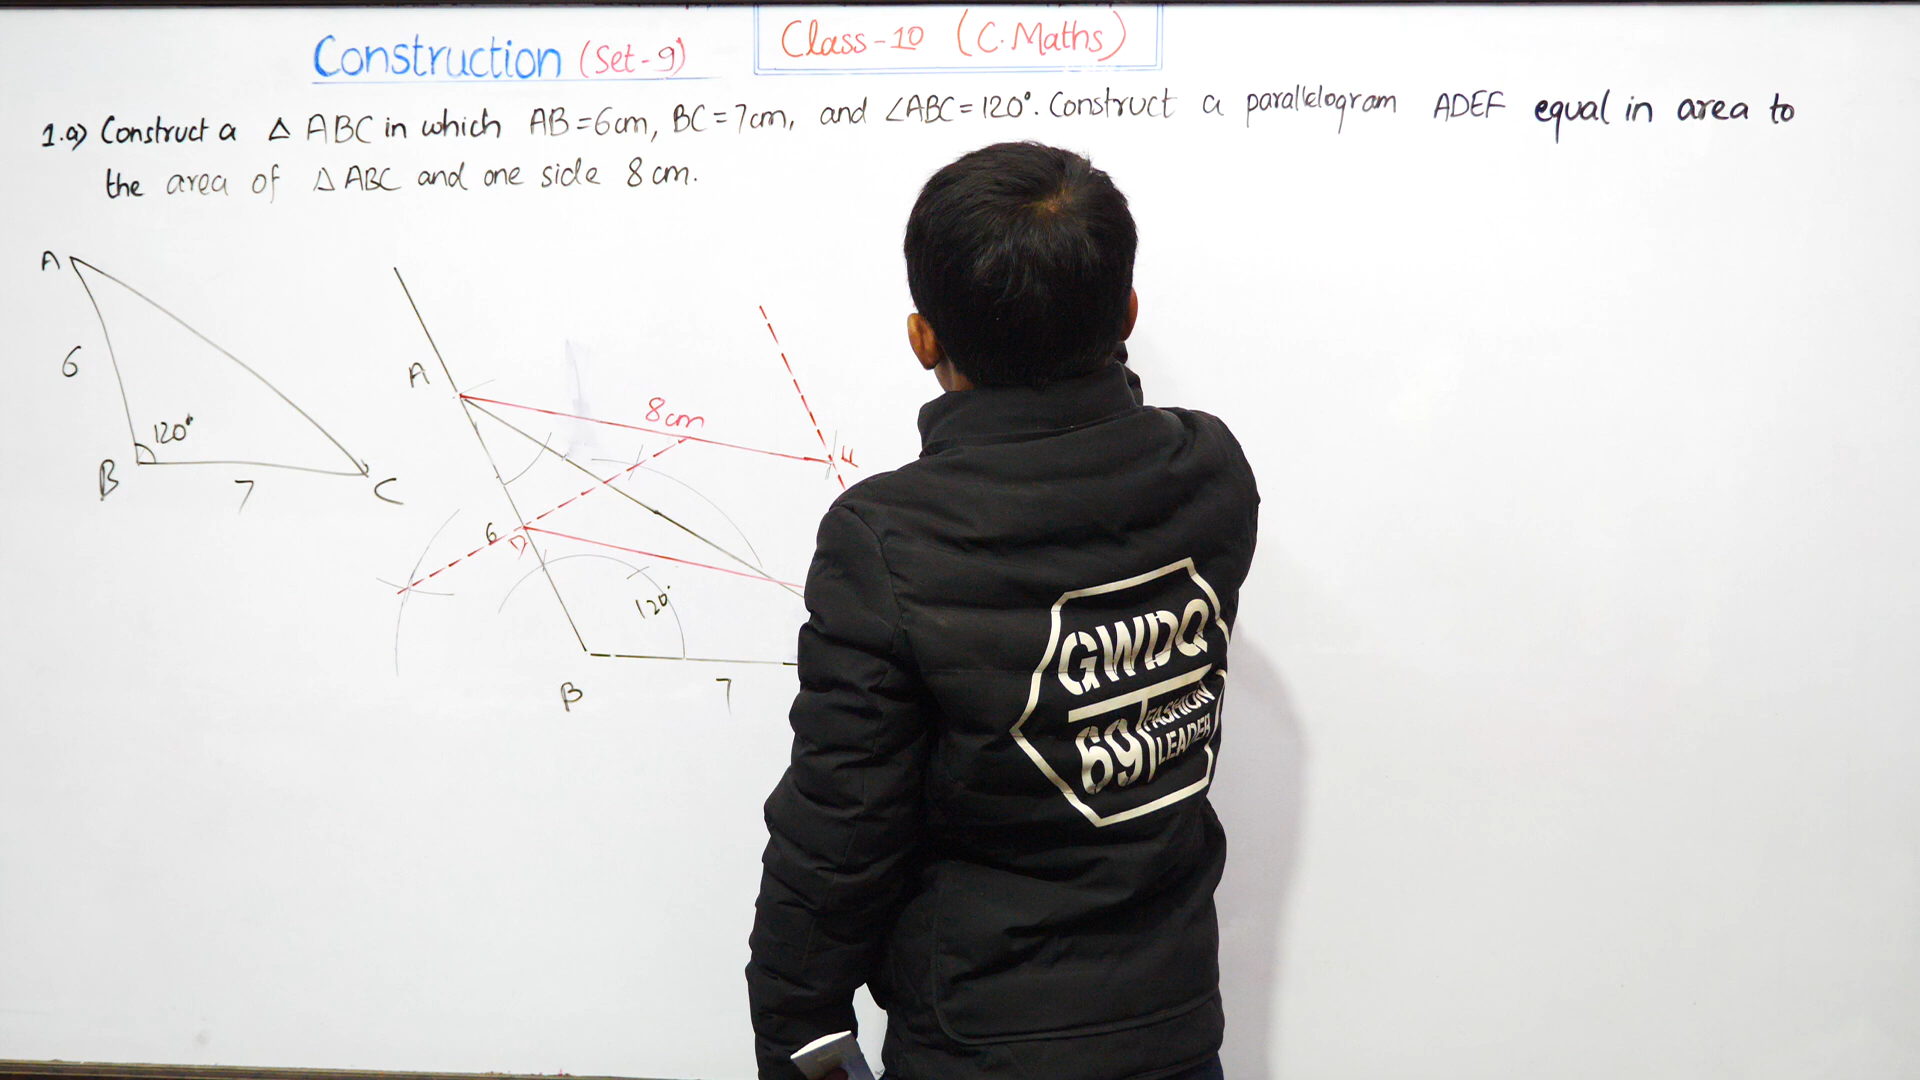 Construction (Set-9)
Class-10 (C.Maths)
1.a) Construct a △ ABC in which AB=6cm, BC=7cm, and ∠ABC=120°. Construct a parallelogram ADEF equal in area to
the area of △ABC and one side 8cm.
A
6
120°
B
7
C
A
8cm
6
D
120°
B
7
GWDQ
69
FASHION
LEADER